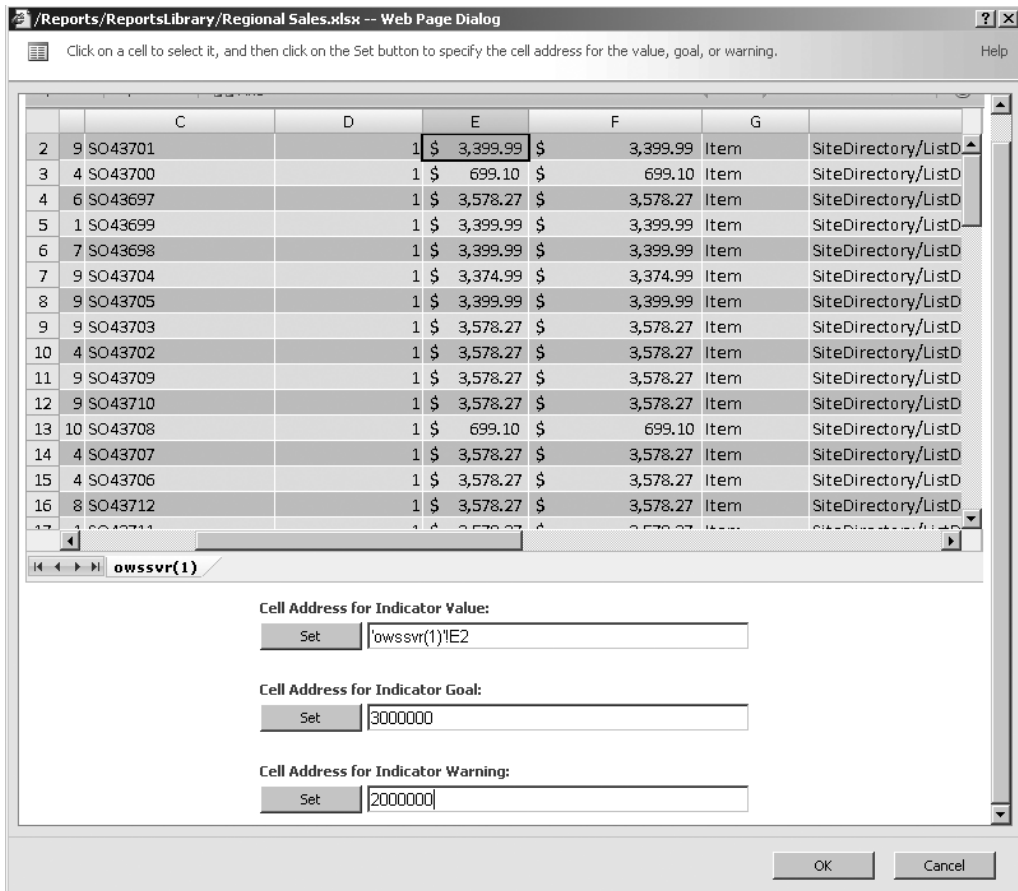 /Reports/ReportsLibrary/Regional Sales.xlsx -- Web Page Dialog
Click on a cell to select it, and then click on the Set button to specify the cell address for the value, goal, or warning. Help
C D E F G
2 9 SO43701 1 $ 3,399.99 $ 3,399.99 Item SiteDirectory/ListD
3 4 SO43700 1 $ 699.10 $ 699.10 Item SiteDirectory/ListD
4 6 SO43697 1 $ 3,578.27 $ 3,578.27 Item SiteDirectory/ListD
5 1 SO43699 1 $ 3,399.99 $ 3,399.99 Item SiteDirectory/ListD
6 7 SO43698 1 $ 3,399.99 $ 3,399.99 Item SiteDirectory/ListD
7 9 SO43704 1 $ 3,374.99 $ 3,374.99 Item SiteDirectory/ListD
8 9 SO43705 1 $ 3,399.99 $ 3,399.99 Item SiteDirectory/ListD
9 9 SO43703 1 $ 3,578.27 $ 3,578.27 Item SiteDirectory/ListD
10 4 SO43702 1 $ 3,578.27 $ 3,578.27 Item SiteDirectory/ListD
11 9 SO43709 1 $ 3,578.27 $ 3,578.27 Item SiteDirectory/ListD
12 9 SO43710 1 $ 3,578.27 $ 3,578.27 Item SiteDirectory/ListD
13 10 SO43708 1 $ 699.10 $ 699.10 Item SiteDirectory/ListD
14 4 SO43707 1 $ 3,578.27 $ 3,578.27 Item SiteDirectory/ListD
15 4 SO43706 1 $ 3,578.27 $ 3,578.27 Item SiteDirectory/ListD
16 8 SO43712 1 $ 3,578.27 $ 3,578.27 Item SiteDirectory/ListD
owssvr(1)
Cell Address for Indicator Value:
Set 'owssvr(1)'!E2
Cell Address for Indicator Goal:
Set 3000000
Cell Address for Indicator Warning:
Set 2000000
OK Cancel